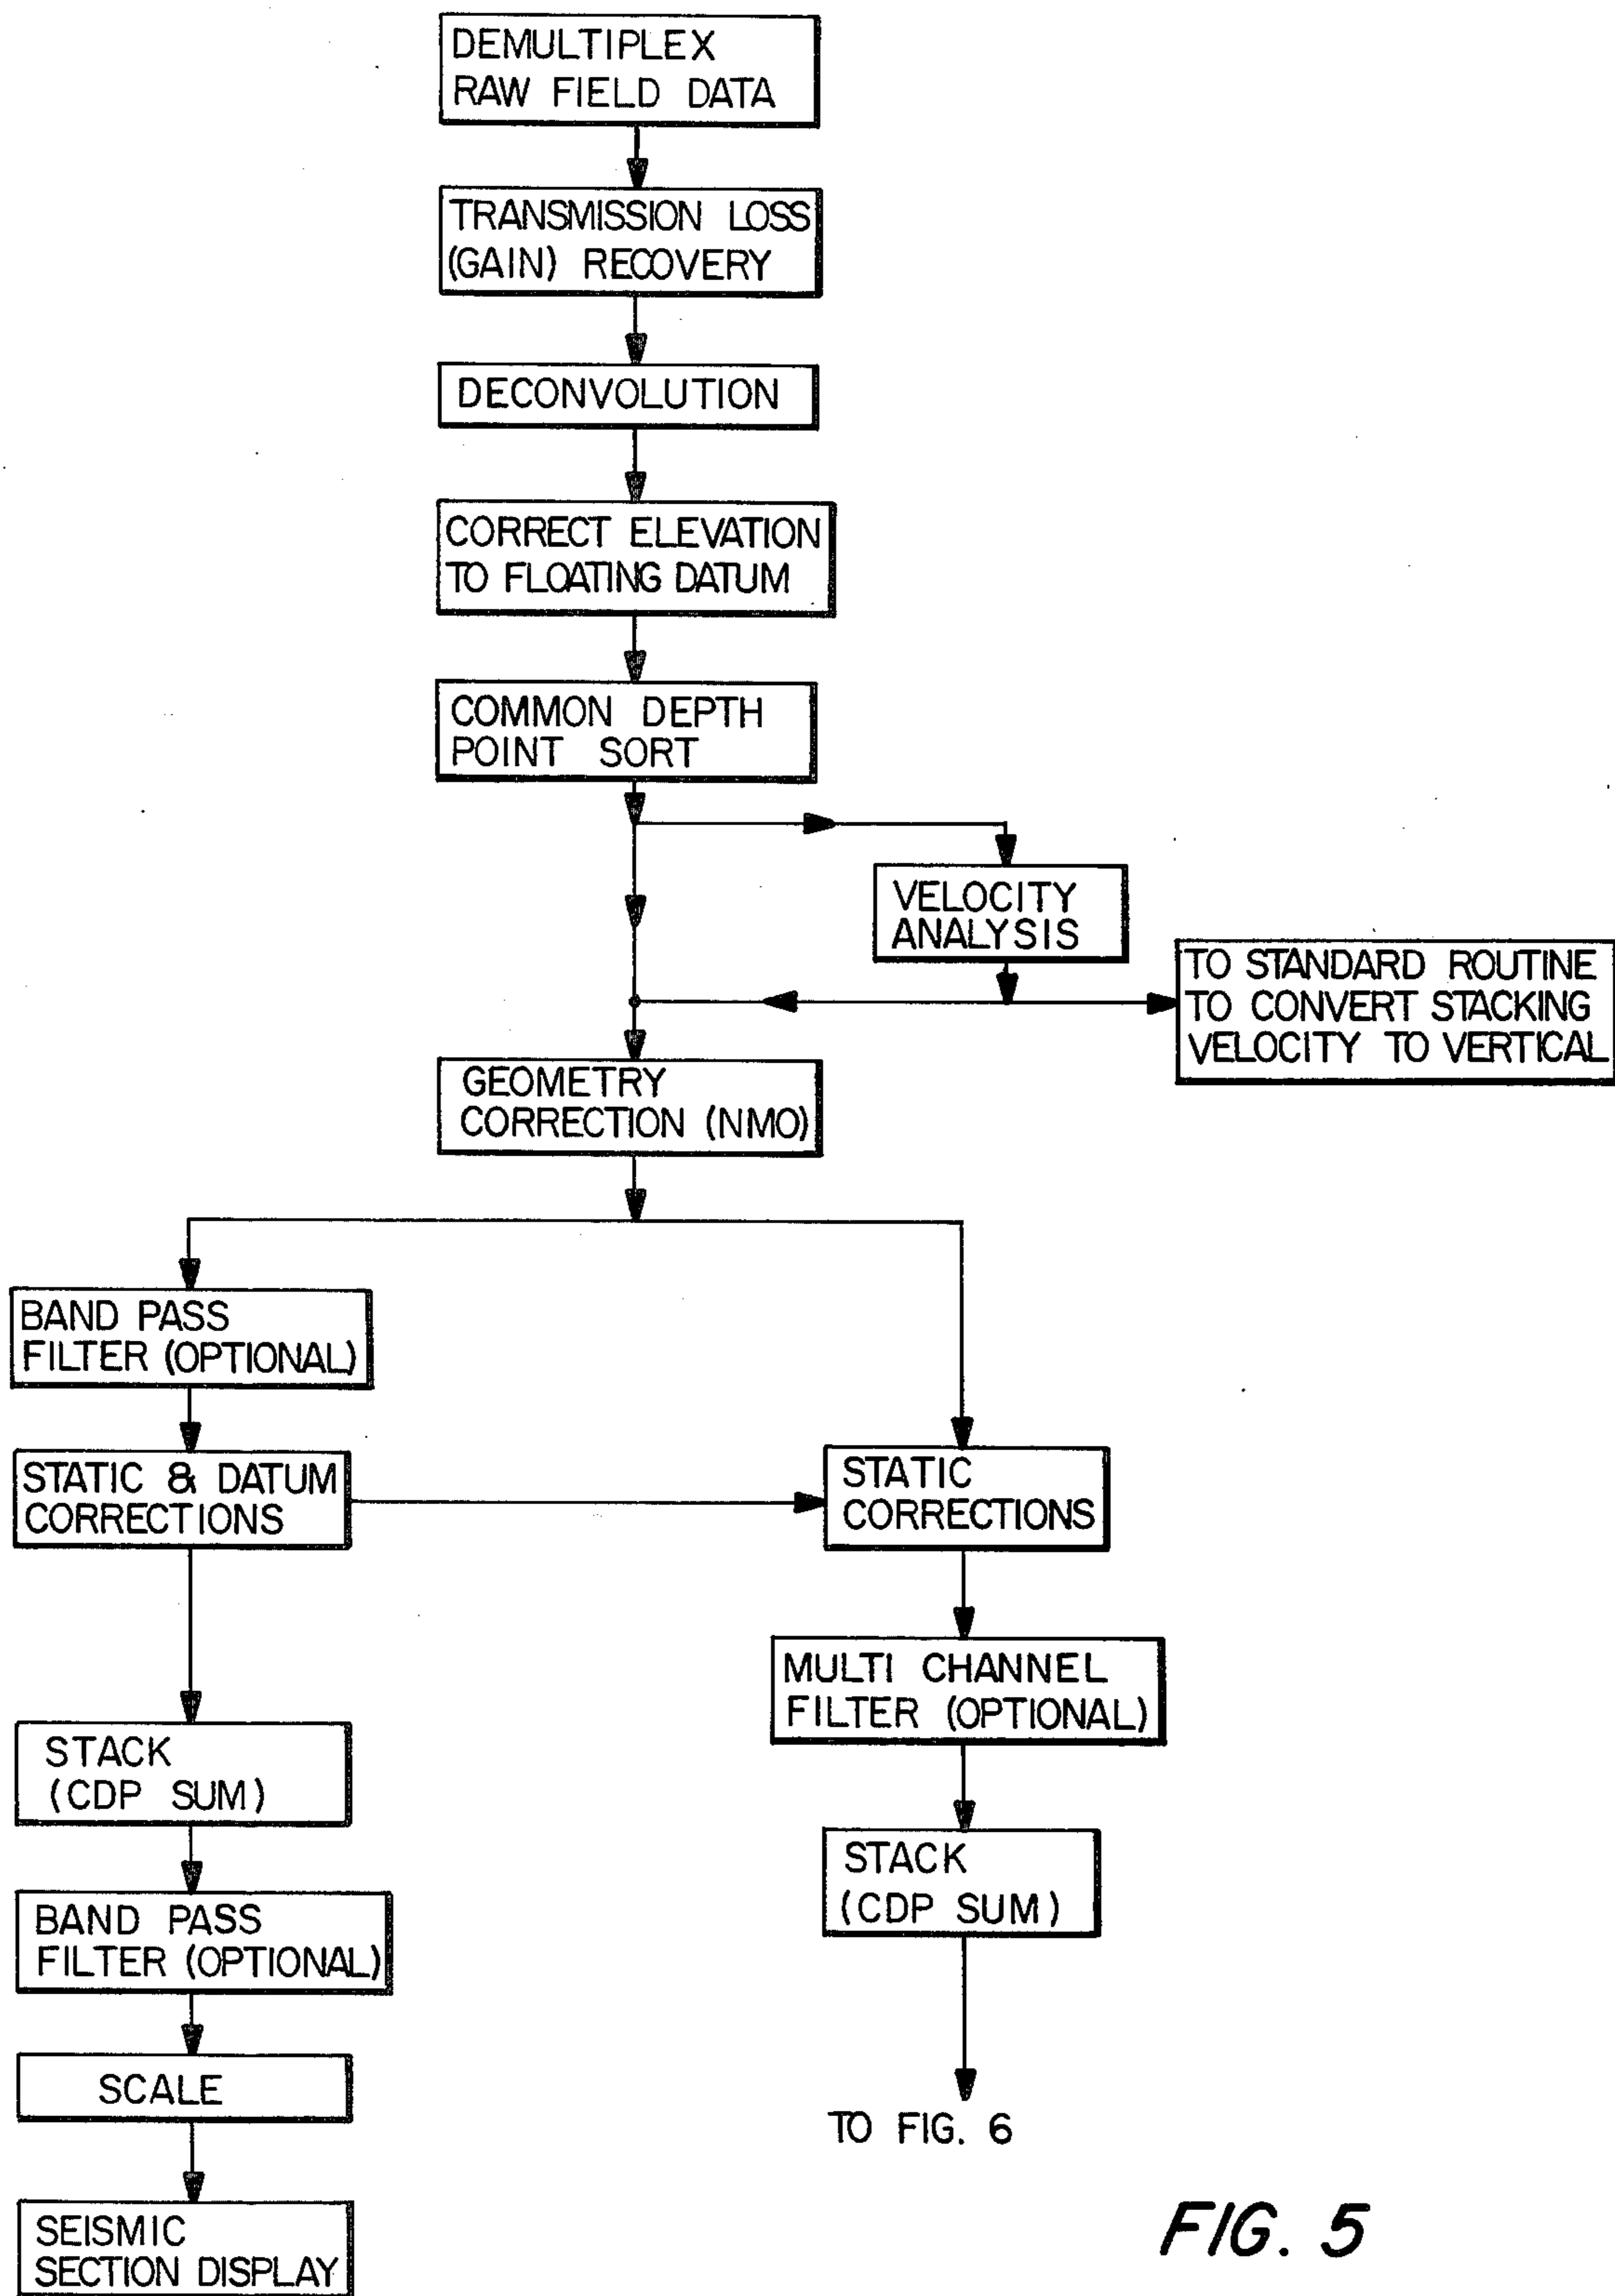 DEMULTIPLEX
RAW FIELD DATA
TRANSMISSION LOSS
(GAIN) RECOVERY
DECONVOLUTION
CORRECT ELEVATION
TO FLOATING DATUM
COMMON DEPTH
POINT SORT
VELOCITY
ANALYSIS
TO STANDARD ROUTINE
TO CONVERT STACKING
VELOCITY TO VERTICAL
GEOMETRY
CORRECTION (NMO)
BAND PASS
FILTER (OPTIONAL)
STATIC & DATUM
CORRECTIONS
STATIC
CORRECTIONS
MULTI CHANNEL
FILTER (OPTIONAL)
STACK
(CDP SUM)
STACK
(CDP SUM)
BAND PASS
FILTER (OPTIONAL)
SCALE
TO FIG. 6
SEISMIC
SECTION DISPLAY
FIG. 5